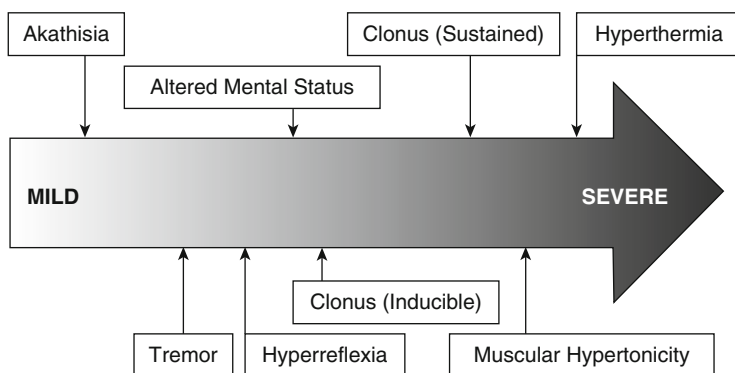 Akathisia
Clonus (Sustained)
Hyperthermia
Altered Mental Status
MILD
SEVERE
Clonus (Inducible)
Tremor
Hyperreflexia
Muscular Hypertonicity